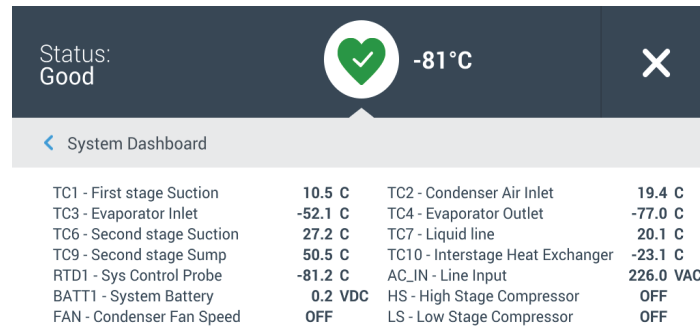 Status:
Good
-81°C
System Dashboard
TC1 - First stage Suction 10.5 C TC2 - Condenser Air Inlet 19.4 C
TC3 - Evaporator Inlet -52.1 C TC4 - Evaporator Outlet -77.0 C
TC6 - Second stage Suction 27.2 C TC7 - Liquid line 20.1 C
TC9 - Second stage Sump 50.5 C TC10 - Interstage Heat Exchanger -23.1 C
RTD1 - Sys Control Probe -81.2 C AC_IN - Line Input 226.0 VAC
BATT1 - System Battery 0.2 VDC HS - High Stage Compressor OFF
FAN - Condenser Fan Speed OFF LS - Low Stage Compressor OFF